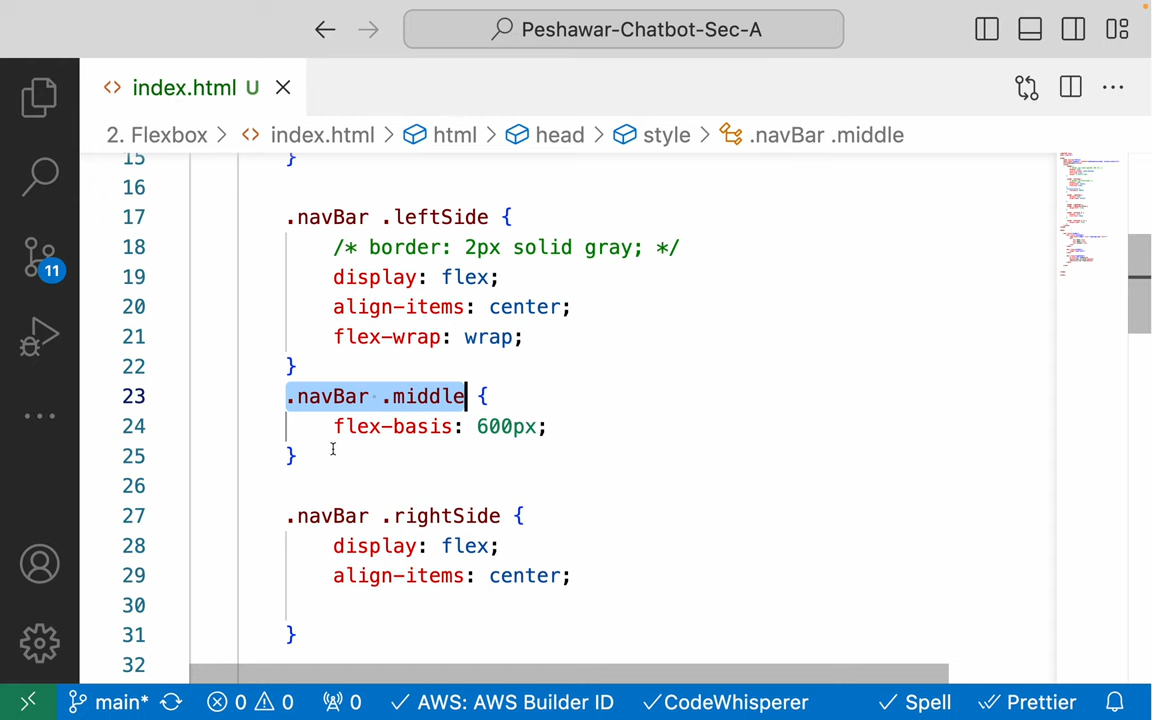 Peshawar-Chatbot-Sec-A
index.html U
2. Flexbox > index.html > html > head > style > .navBar .middle
15 }
16
17 .navBar .leftSide {
18 /* border: 2px solid gray; */
19 display: flex;
20 align-items: center;
21 flex-wrap: wrap;
22 }
23 .navBar .middle {
24 flex-basis: 600px;
25 }
26
27 .navBar .rightSide {
28 display: flex;
29 align-items: center;
30
31 }
32
11
main* 0 0 0 AWS: AWS Builder ID CodeWhisperer Spell Prettier